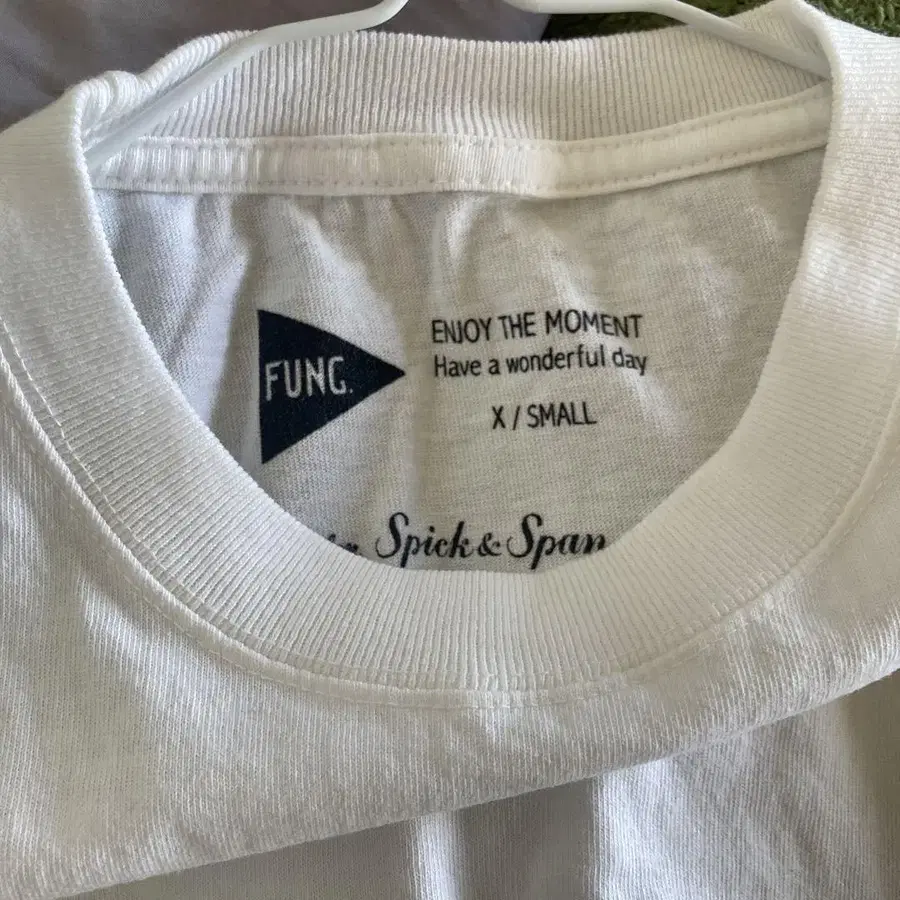 FUNG.
ENJOY THE MOMENT
Have a wonderful day
X / SMALL
Spick & Span